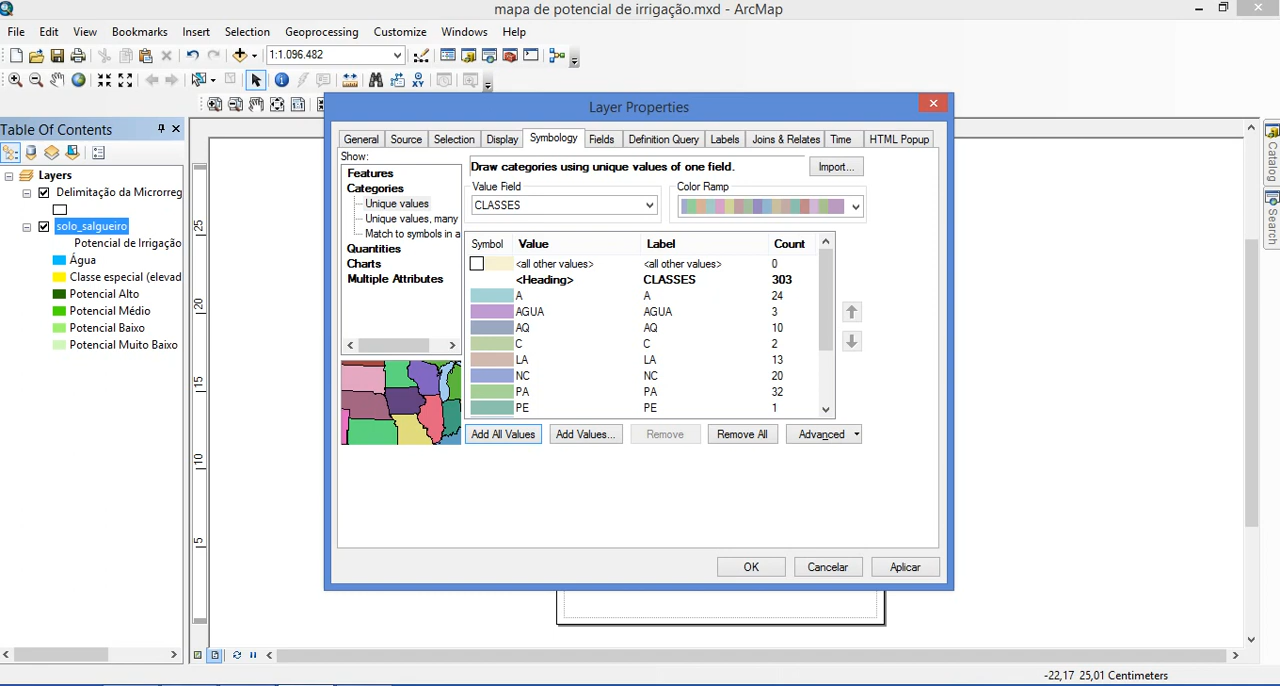 mapa de potencial de irrigação.mxd - ArcMap
File Edit View Bookmarks Insert Selection Geoprocessing Customize Windows Help
1:1.096.482
Table Of Contents
Layers
Delimitação da Microrreg
solo_salgueiro
Potencial de Irrigação
Água
Classe especial (elevad
Potencial Alto
Potencial Médio
Potencial Baixo
Potencial Muito Baixo
25
20
15
10
5
Layer Properties
General Source Selection Display Symbology Fields Definition Query Labels Joins & Relates Time HTML Popup
Show:
Features
Categories
Unique values
Unique values, many
Match to symbols in a
Quantities
Charts
Multiple Attributes
Draw categories using unique values of one field.
Import...
Value Field
CLASSES
Color Ramp
Symbol Value Label Count
<all other values> <all other values> 0
<Heading> CLASSES 303
A A 24
AGUA AGUA 3
AQ AQ 10
C C 2
LA LA 13
NC NC 20
PA PA 32
PE PE 1
Add All Values Add Values... Remove Remove All Advanced
OK Cancelar Aplicar
Catalog
Search
-22,17 25,01 Centimeters